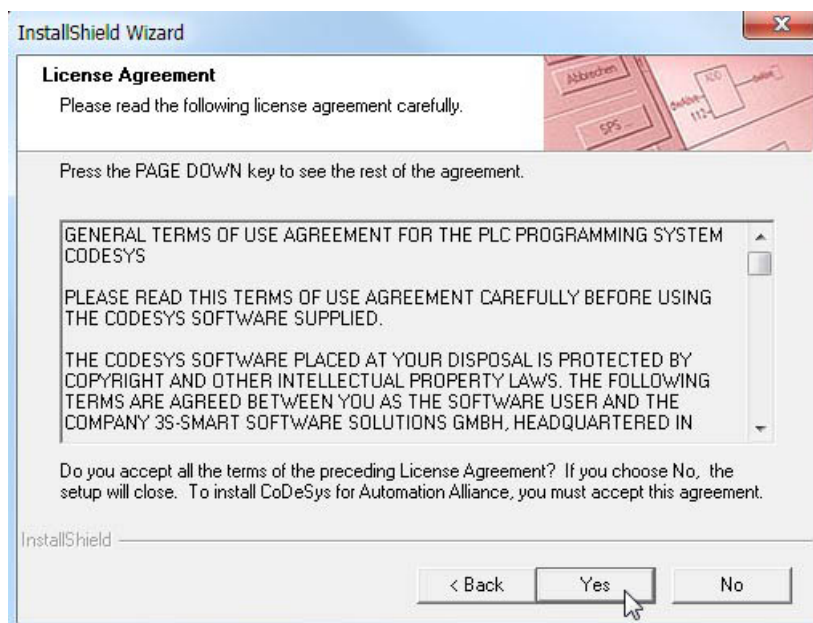 InstallShield Wizard
License Agreement
Please read the following license agreement carefully.
Abbrechen
SPS ...
112
Press the PAGE DOWN key to see the rest of the agreement.
GENERAL TERMS OF USE AGREEMENT FOR THE PLC PROGRAMMING SYSTEM
CODESYS
PLEASE READ THIS TERMS OF USE AGREEMENT CAREFULLY BEFORE USING
THE CODESYS SOFTWARE SUPPLIED.
THE CODESYS SOFTWARE PLACED AT YOUR DISPOSAL IS PROTECTED BY
COPYRIGHT AND OTHER INTELLECTUAL PROPERTY LAWS. THE FOLLOWING
TERMS ARE AGREED BETWEEN YOU AS THE SOFTWARE USER AND THE
COMPANY 3S-SMART SOFTWARE SOLUTIONS GMBH, HEADQUARTERED IN
Do you accept all the terms of the preceding License Agreement? If you choose No, the
setup will close. To install CoDeSys for Automation Alliance, you must accept this agreement.
InstallShield
< Back Yes No